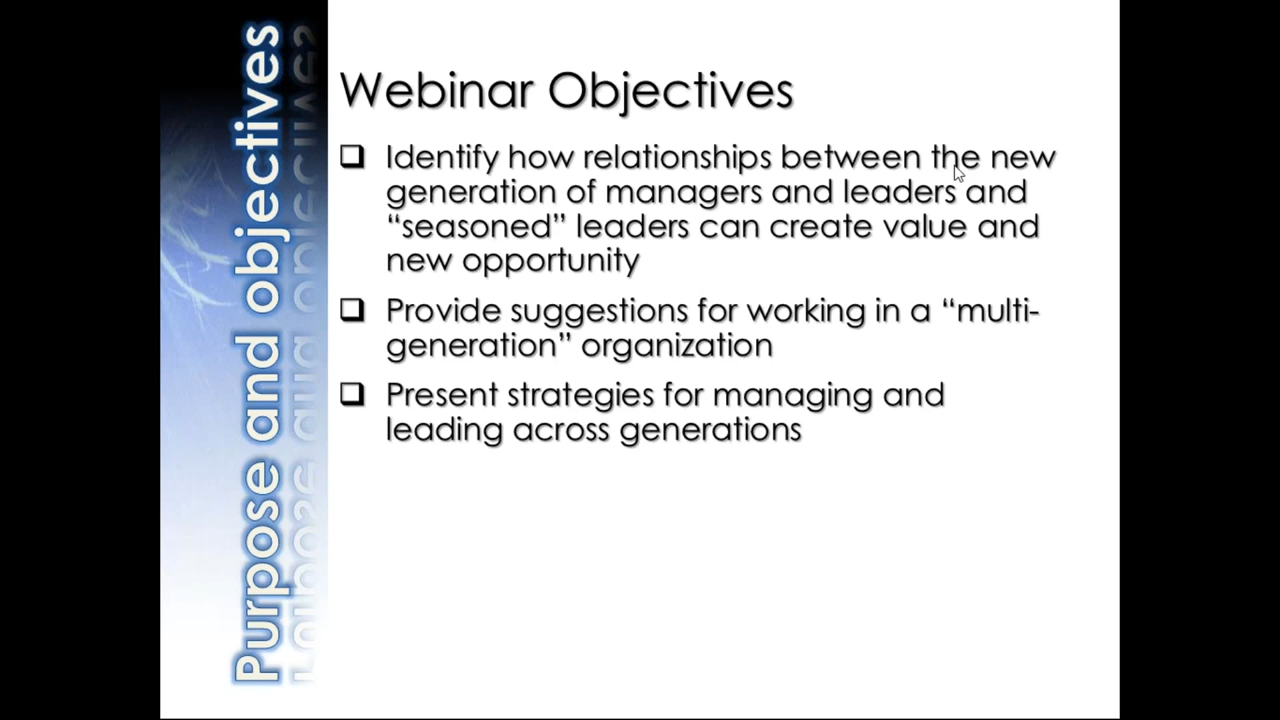 Purpose and objectives
Webinar Objectives
❑ Identify how relationships between the new
generation of managers and leaders and
“seasoned” leaders can create value and
new opportunity
❑ Provide suggestions for working in a “multi-
generation” organization
❑ Present strategies for managing and
leading across generations